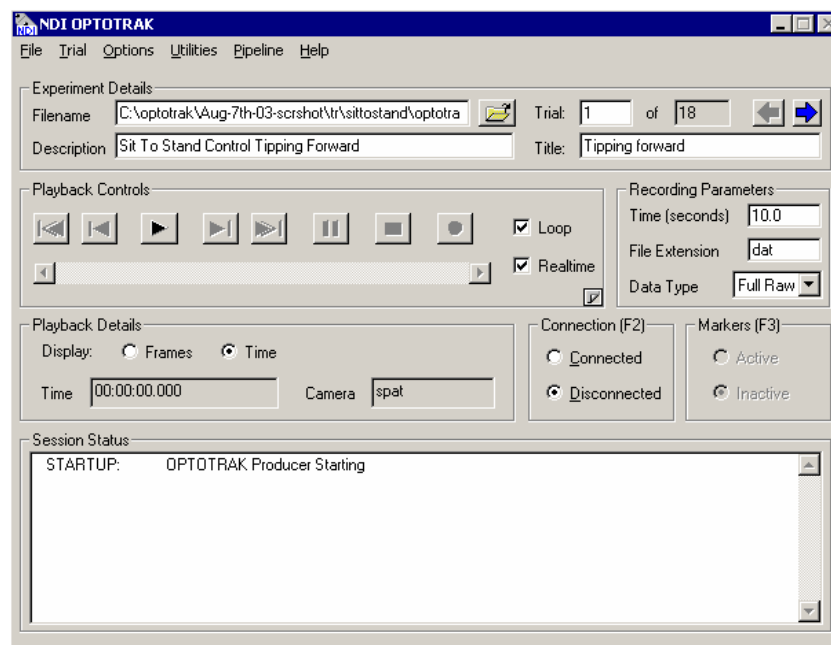 NDI OPTOTRAK
File Trial Options Utilities Pipeline Help
Experiment Details
Filename C:\optotrak\Aug-7th-03-scrshot\tr\sittostand\optotra Trial: 1 of 18
Description Sit To Stand Control Tipping Forward Title: Tipping forward
Playback Controls
Loop
Realtime
Recording Parameters
Time (seconds) 10.0
File Extension dat
Data Type Full Raw
Playback Details
Display: Frames Time
Time 00:00:00.000 Camera spat
Connection (F2)
Connected
Disconnected
Markers (F3)
Active
Inactive
Session Status
STARTUP: OPTOTRAK Producer Starting